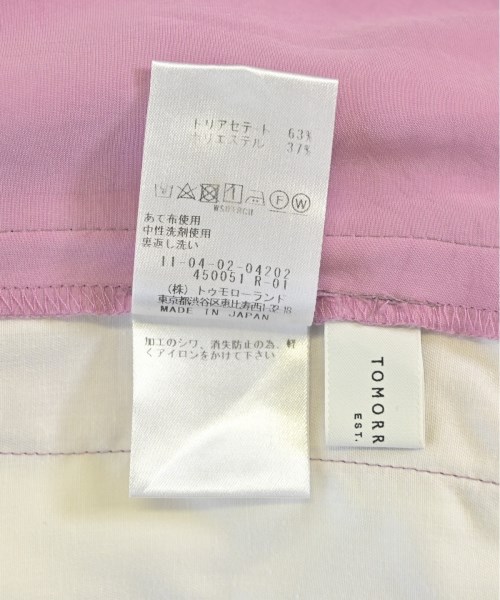 トリアセテート 63%
ポリエステル 37%
F W
あて布使用
中性洗剤使用
裏返し洗い
11-04-02-04202
450051 R-01
(株)トゥモローランド
東京都渋谷区恵比寿
MADE IN JAPAN
加工のシワ、消失防止の為、軽
くアイロンをかけて下さい
TOMORR
EST.